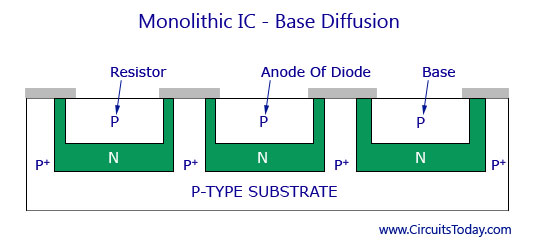 Monolithic IC - Base Diffusion
Resistor Anode Of Diode Base
P P P
N N N
P+ P+ P+ P+
P-TYPE SUBSTRATE
www.CircuitsToday.com